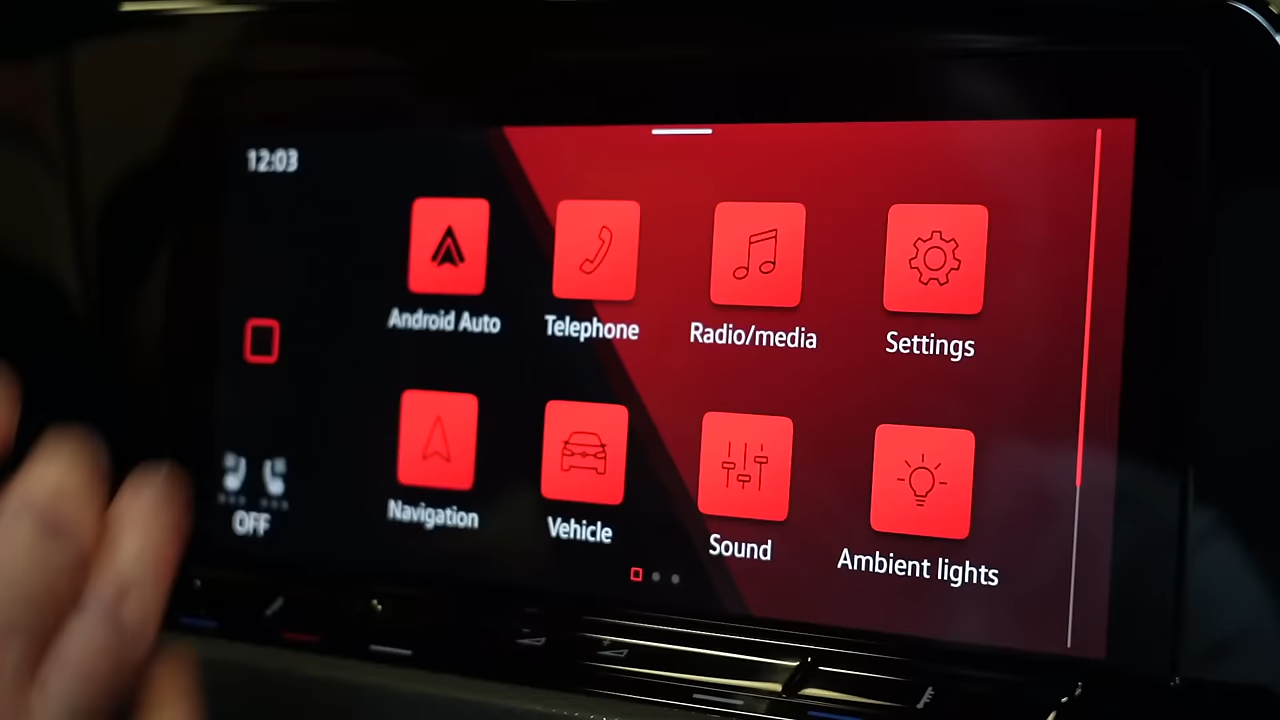 12:03
Android Auto
Telephone
Radio/media
Settings
Navigation
Vehicle
Sound
Ambient lights
OFF